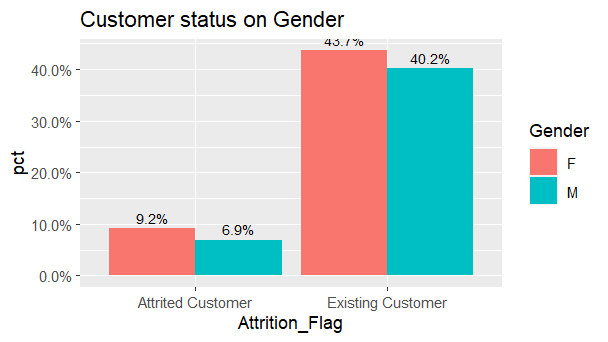 Customer status on Gender
43.7%
40.2%
40.0%
30.0%
20.0%
10.0%
0.0%
9.2%
6.9%
pct
Attrited Customer
Existing Customer
Attrition_Flag
Gender
F
M